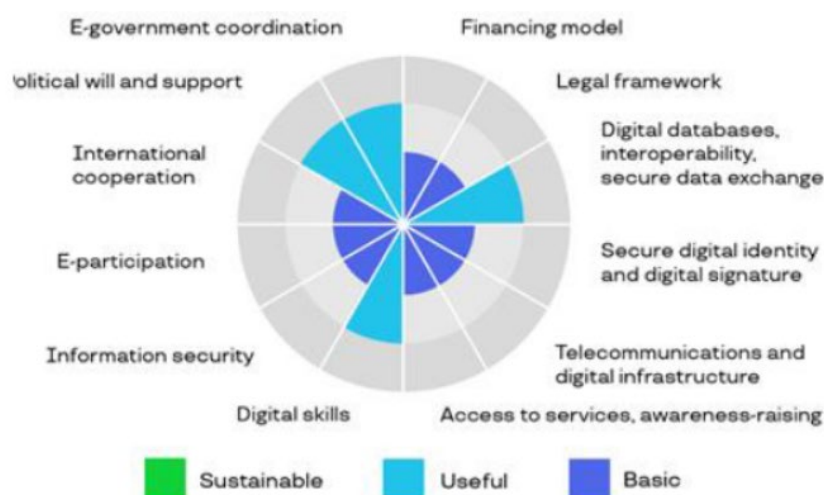 E-government coordination
Financing model
'olitical will and support
Legal framework
International
cooperation
Digital databases,
interoperability,
secure data exchange
E-participation
Secure digital identity
and digital signature
Information security
Telecommunications and
digital infrastructure
Digital skills
Access to services, awareness-raising
Sustainable
Useful
Basic